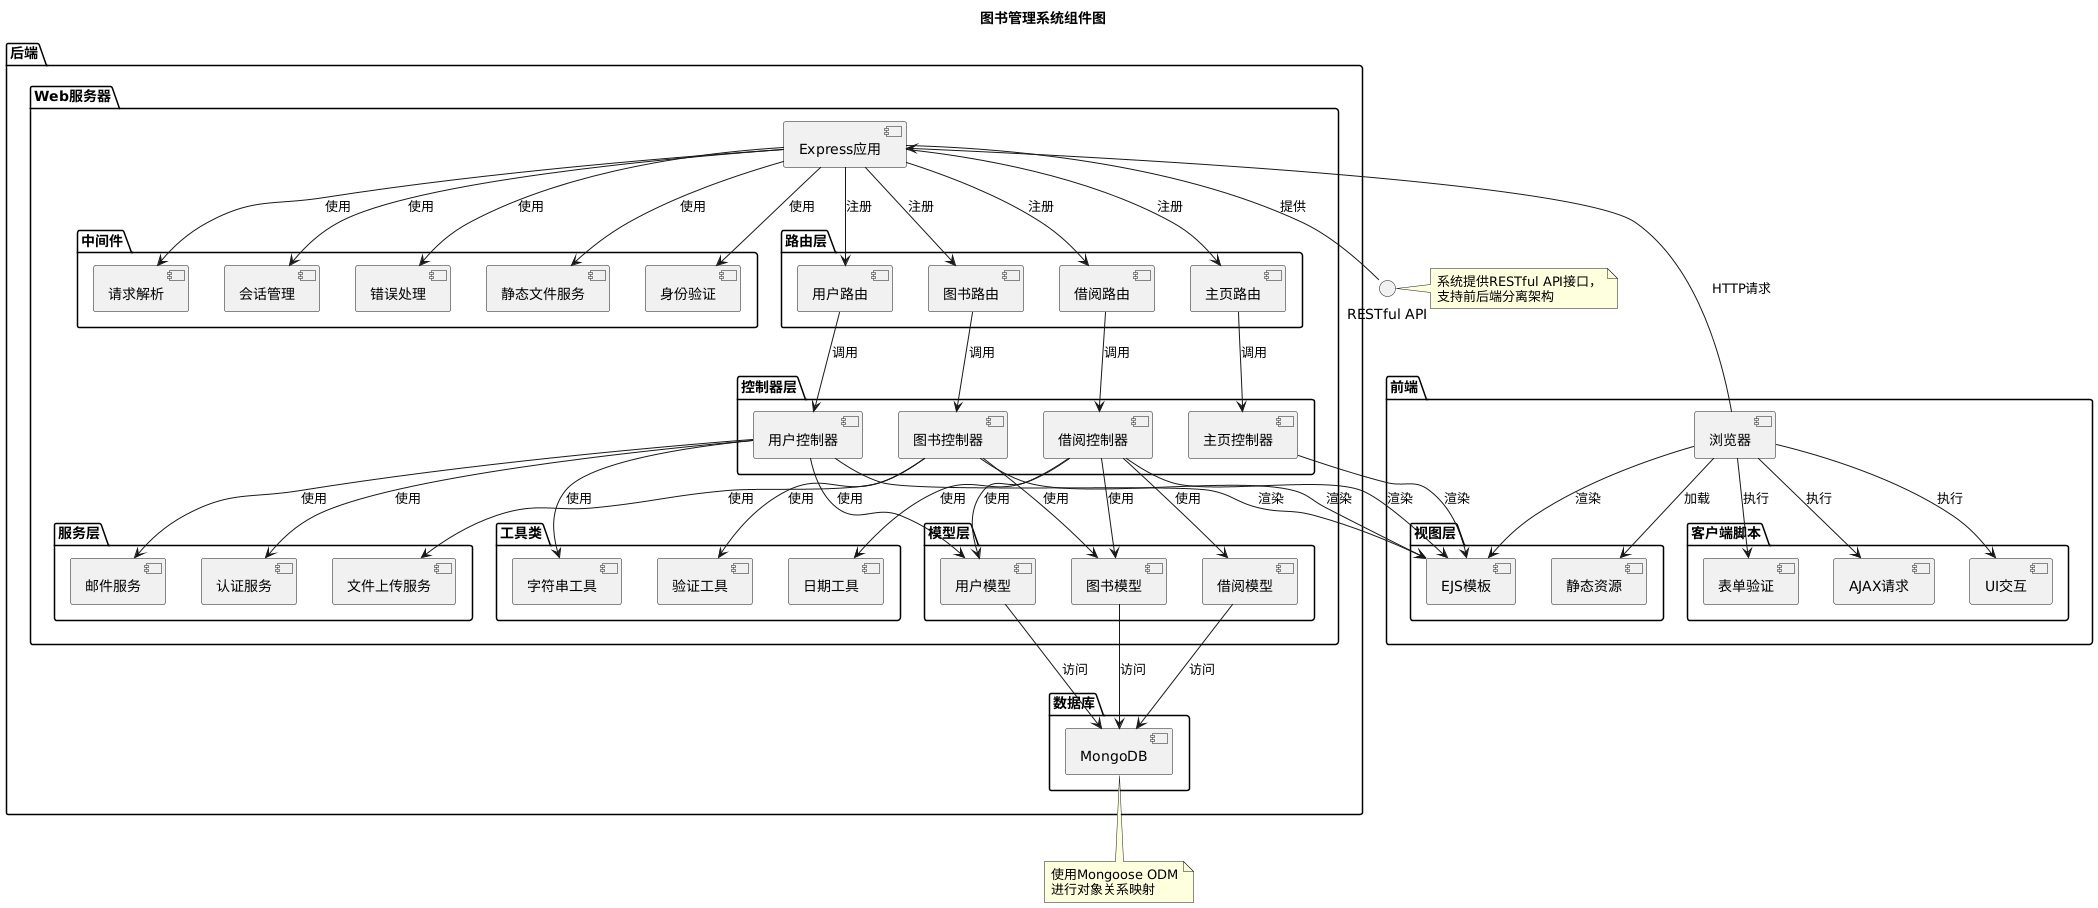 图书管理系统组件图
后端
Web服务器
Express应用
使用
使用
使用
使用
使用
注册
注册
注册
注册
提供
中间件
请求解析
会话管理
错误处理
静态文件服务
身份验证
路由层
用户路由
图书路由
借阅路由
主页路由
RESTful API
系统提供RESTful API接口,
支持前后端分离架构
HTTP请求
调用
调用
调用
调用
控制器层
用户控制器
图书控制器
借阅控制器
主页控制器
前端
浏览器
使用
使用
使用
使用
使用
使用
使用
使用
使用
使用
使用
渲染
渲染
渲染
渲染
渲染
加载
执行
执行
执行
服务层
邮件服务
认证服务
文件上传服务
工具类
字符串工具
验证工具
日期工具
模型层
用户模型
图书模型
借阅模型
视图层
EJS模板
静态资源
客户端脚本
表单验证
AJAX请求
UI交互
访问
访问
访问
数据库
MongoDB
使用Mongoose ODM
进行对象关系映射